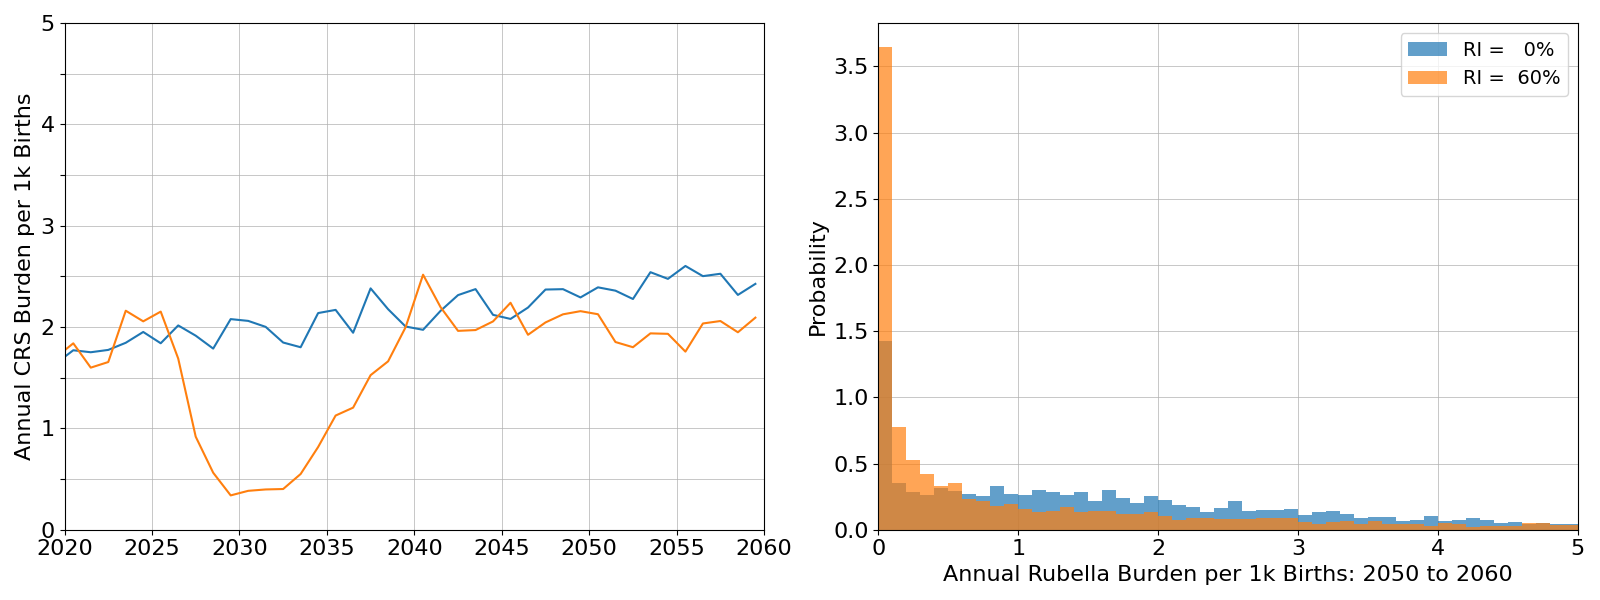 Annual CRS Burden per 1k Births
5
4
3
2
1
0
2020 2025 2030 2035 2040 2045 2050 2055 2060
Probability
3.5
3.0
2.5
2.0
1.5
1.0
0.5
0.0
0 1 2 3 4 5
Annual Rubella Burden per 1k Births: 2050 to 2060
RI = 0%
RI = 60%